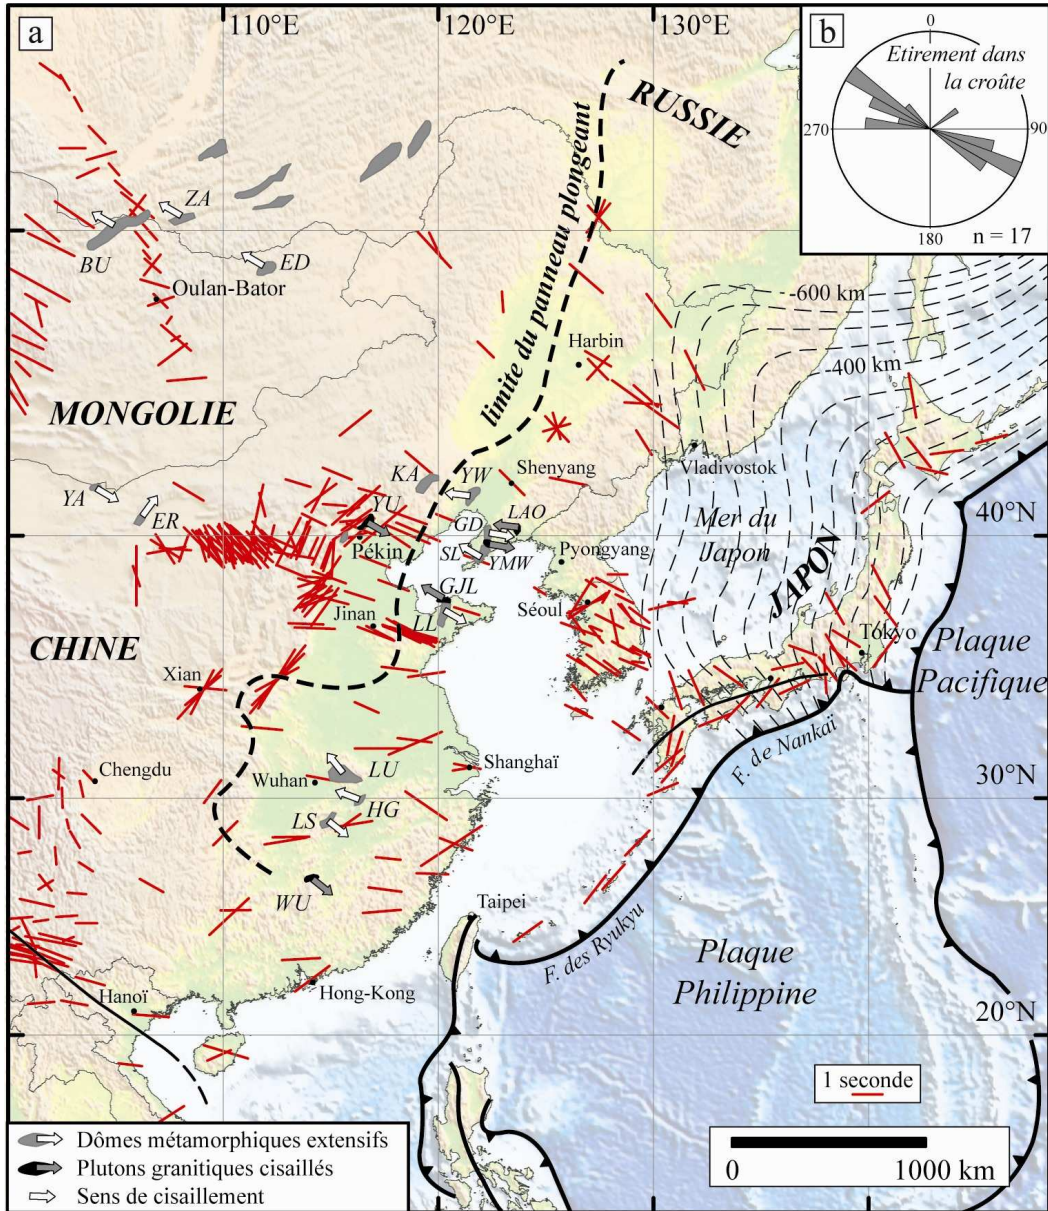 110°E
120°E
130°E
a
b
0
Etirement dans
la croûte
270
90
180
n = 17
RUSSIE
limite du panneau plongeant
ZA
BU
ED
Oulan-Bator
-600 km
-400 km
Harbin
MONGOLIE
Vladivostok
KA
YW
Shenyang
YA
ER
YU
GD
LAO
40°N
Pékin
SL
YMW
Pyongyang
Mer du
Japon
JAPON
GJL
Séoul
Jinan
LL
Tokyo
CHINE
Xian
Plaque
Pacifique
F. de Nankaï
Chengdu
Wuhan
LU
Shanghaï
30°N
HG
LS
WU
Taipei
F. des Ryukyu
Plaque
Philippine
Hanoï
Hong-Kong
20°N
1 seconde
Dômes métamorphiques extensifs
Plutons granitiques cisaillés
Sens de cisaillement
0
1000 km